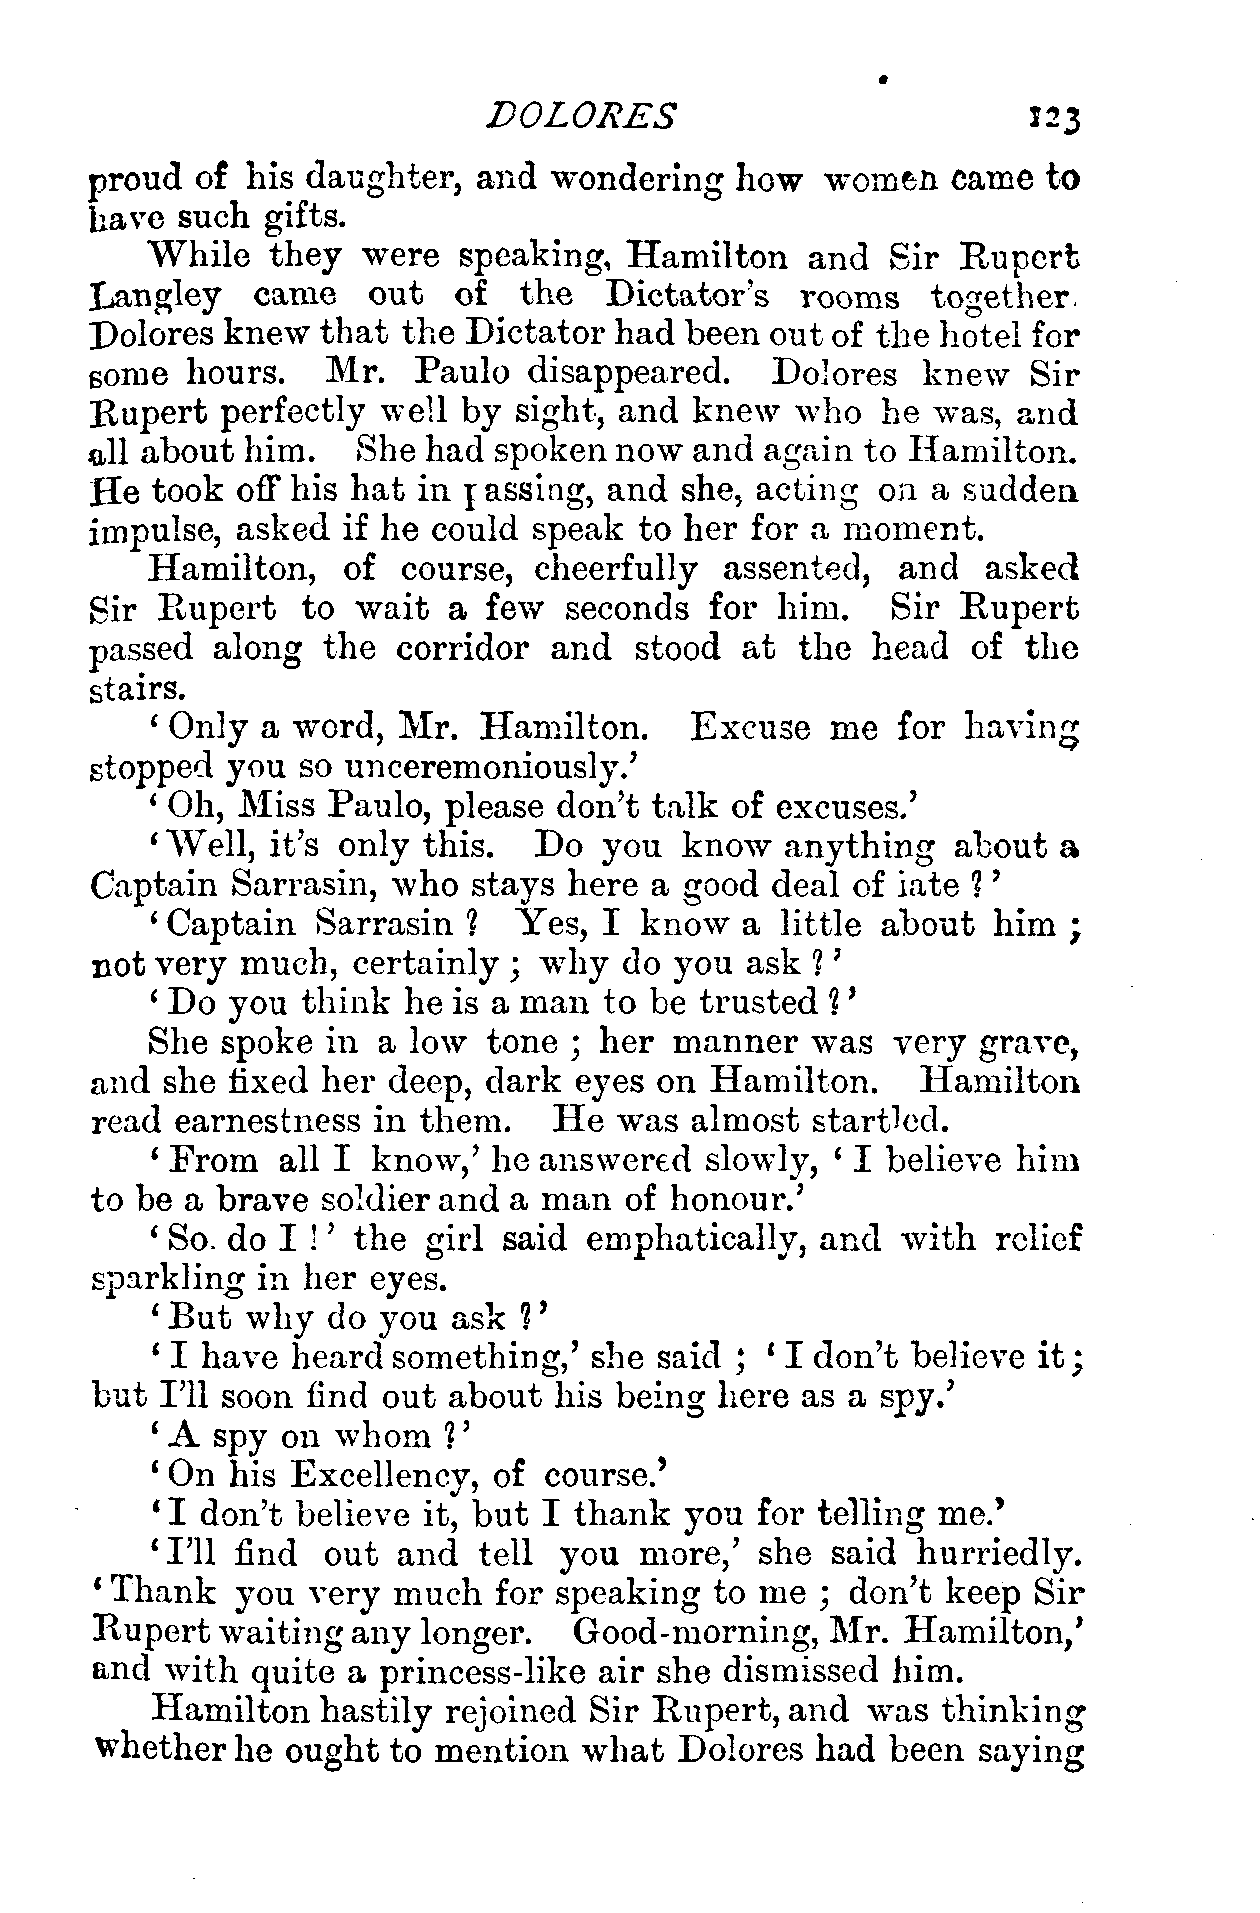 DOLORES 123
proud of his daughter, and wondering how women came to
have such gifts.
While they were speaking, Hamilton and Sir Rupert
Langley came out of the Dictator's rooms together.
Dolores knew that the Dictator had been out of the hotel for
some hours. Mr. Paulo disappeared. Dolores knew Sir
Rupert perfectly well by sight, and knew who he was, and
all about him. She had spoken now and again to Hamilton.
He took off his hat in passing, and she, acting on a sudden
impulse, asked if he could speak to her for a moment.
Hamilton, of course, cheerfully assented, and asked
Sir Rupert to wait a few seconds for him. Sir Rupert
passed along the corridor and stood at the head of the
stairs.
'Only a word, Mr. Hamilton. Excuse me for having
stopped you so unceremoniously.'
'Oh, Miss Paulo, please don't talk of excuses.'
'Well, it's only this. Do you know anything about a
Captain Sarrasin, who stays here a good deal of late?'
'Captain Sarrasin? Yes, I know a little about him;
not very much, certainly; why do you ask?'
'Do you think he is a man to be trusted?'
She spoke in a low tone; her manner was very grave,
and she fixed her deep, dark eyes on Hamilton. Hamilton
read earnestness in them. He was almost startled.
'From all I know,' he answered slowly, 'I believe him
to be a brave soldier and a man of honour.'
'So do I!' the girl said emphatically, and with relief
sparkling in her eyes.
'But why do you ask?'
'I have heard something,' she said; 'I don't believe it;
but I'll soon find out about his being here as a spy.'
'A spy on whom?'
'On his Excellency, of course.'
'I don't believe it, but I thank you for telling me.'
'I'll find out and tell you more,' she said hurriedly.
'Thank you very much for speaking to me; don't keep Sir
Rupert waiting any longer. Good-morning, Mr. Hamilton,'
and with quite a princess-like air she dismissed him.
Hamilton hastily rejoined Sir Rupert, and was thinking
whether he ought to mention what Dolores had been saying